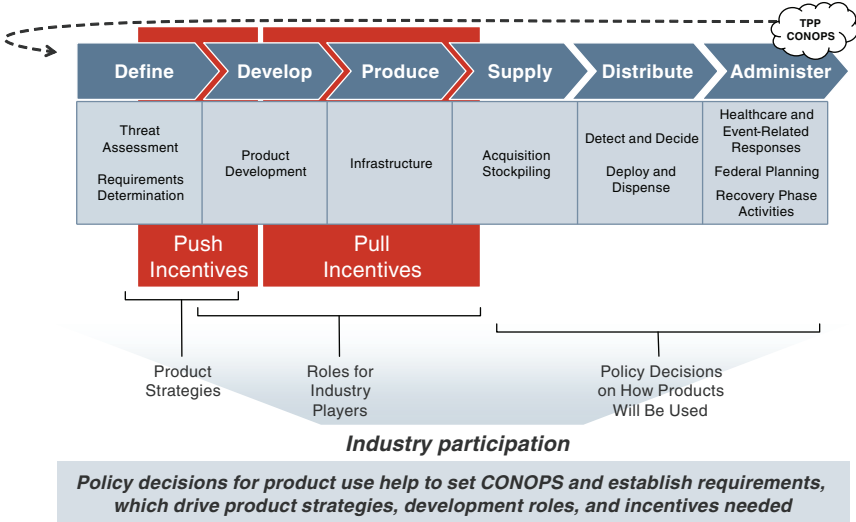 TPP
CONOPS
Define
Develop
Produce
Supply
Distribute
Administer
Threat
Assessment
Requirements
Determination
Product
Development
Infrastructure
Acquisition
Stockpiling
Detect and Decide
Deploy and
Dispense
Healthcare and
Event-Related
Responses
Federal Planning
Recovery Phase
Activities
Push
Incentives
Pull
Incentives
Product
Strategies
Roles for
Industry
Players
Policy Decisions
on How Products
Will Be Used
Industry participation
Policy decisions for product use help to set CONOPS and establish requirements,
which drive product strategies, development roles, and incentives needed